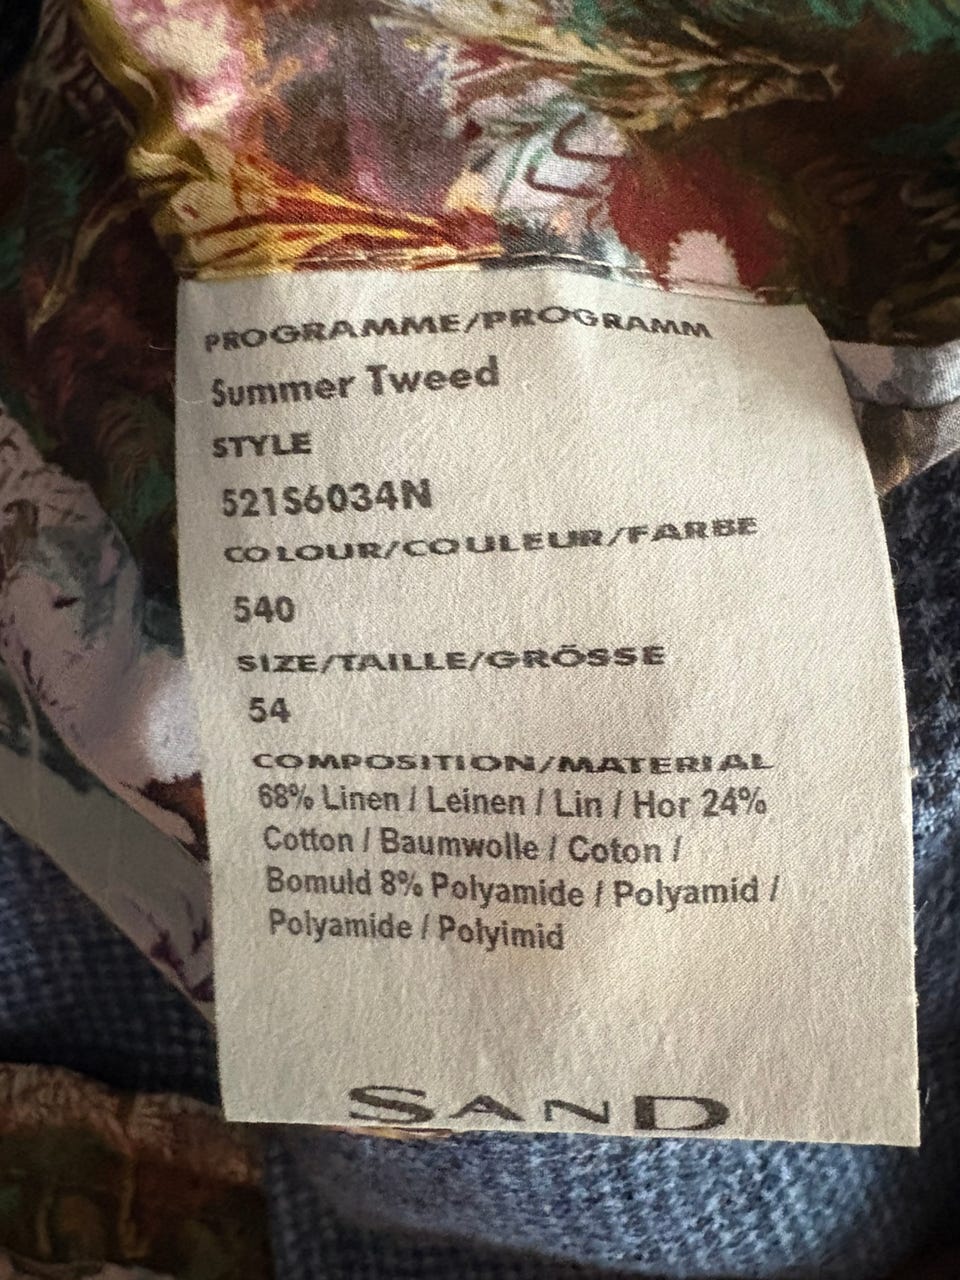 PROGRAMME/PROGRAMM
Summer Tweed
STYLE
521S6034N
COLOUR/COULEUR/FARBE
540
SIZE/TAILLE/GRÖSSE
54
COMPOSITION/MATERIAL
68% Linen / Leinen / Lin / Hor 24%
Cotton / Baumwolle / Coton /
Bomuld 8% Polyamide / Polyamid /
Polyamide / Polyimid
SAND